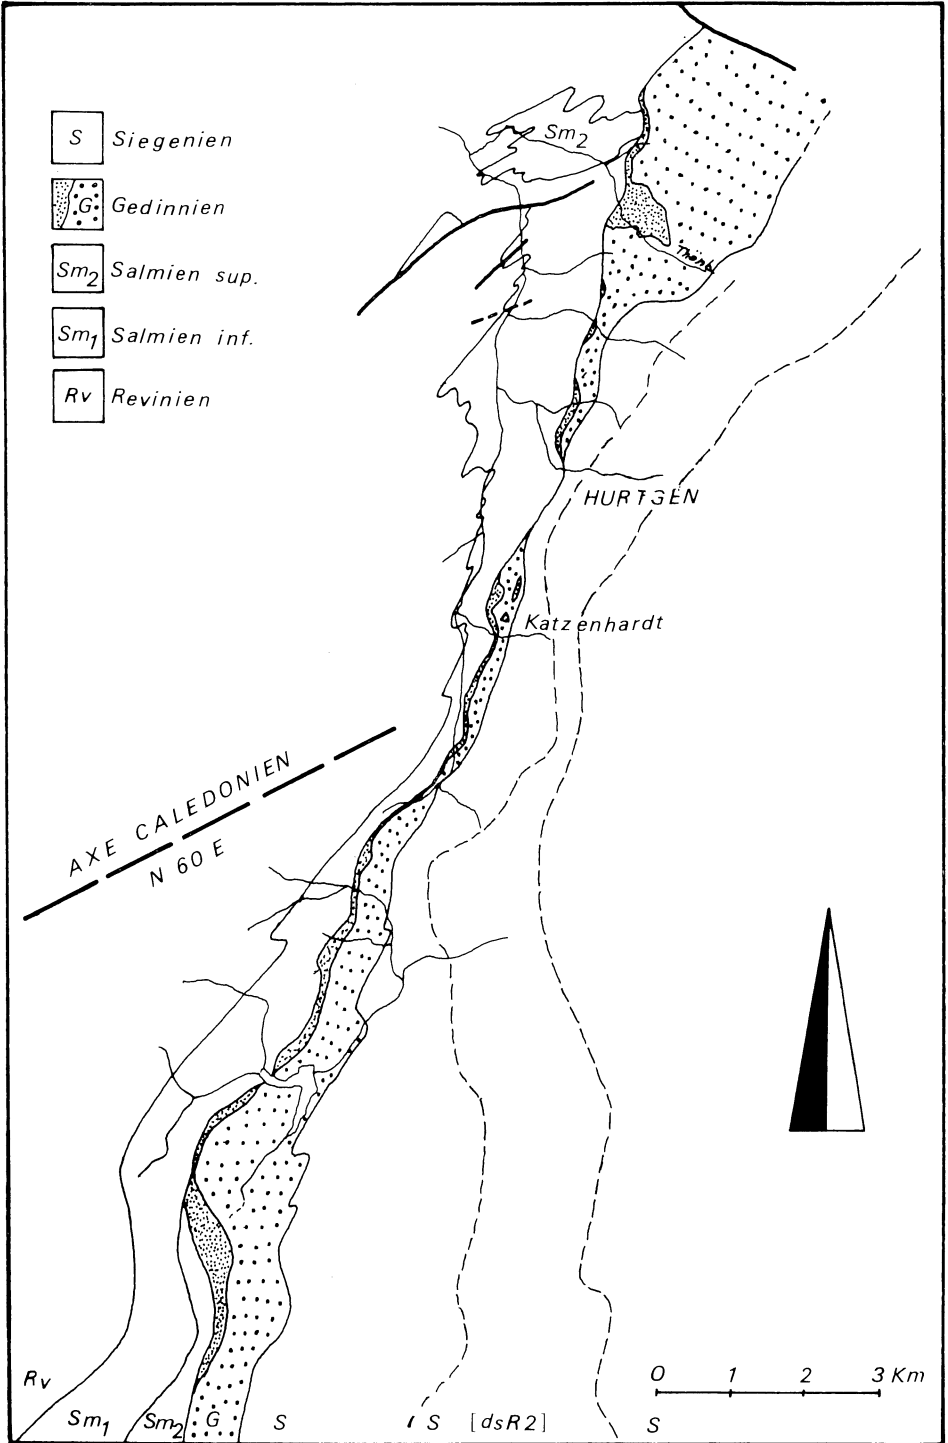 S Siegenien
G Gedinnien
Sm2 Salmien sup.
Sm1 Salmien inf.
Rv Revinien
Sm2
HURTGEN
Katzenhardt
AXE CALEDONIEN
N 60 E
0 1 2 3 Km
Rv
Sm1 Sm2 G S S [dsR2] S